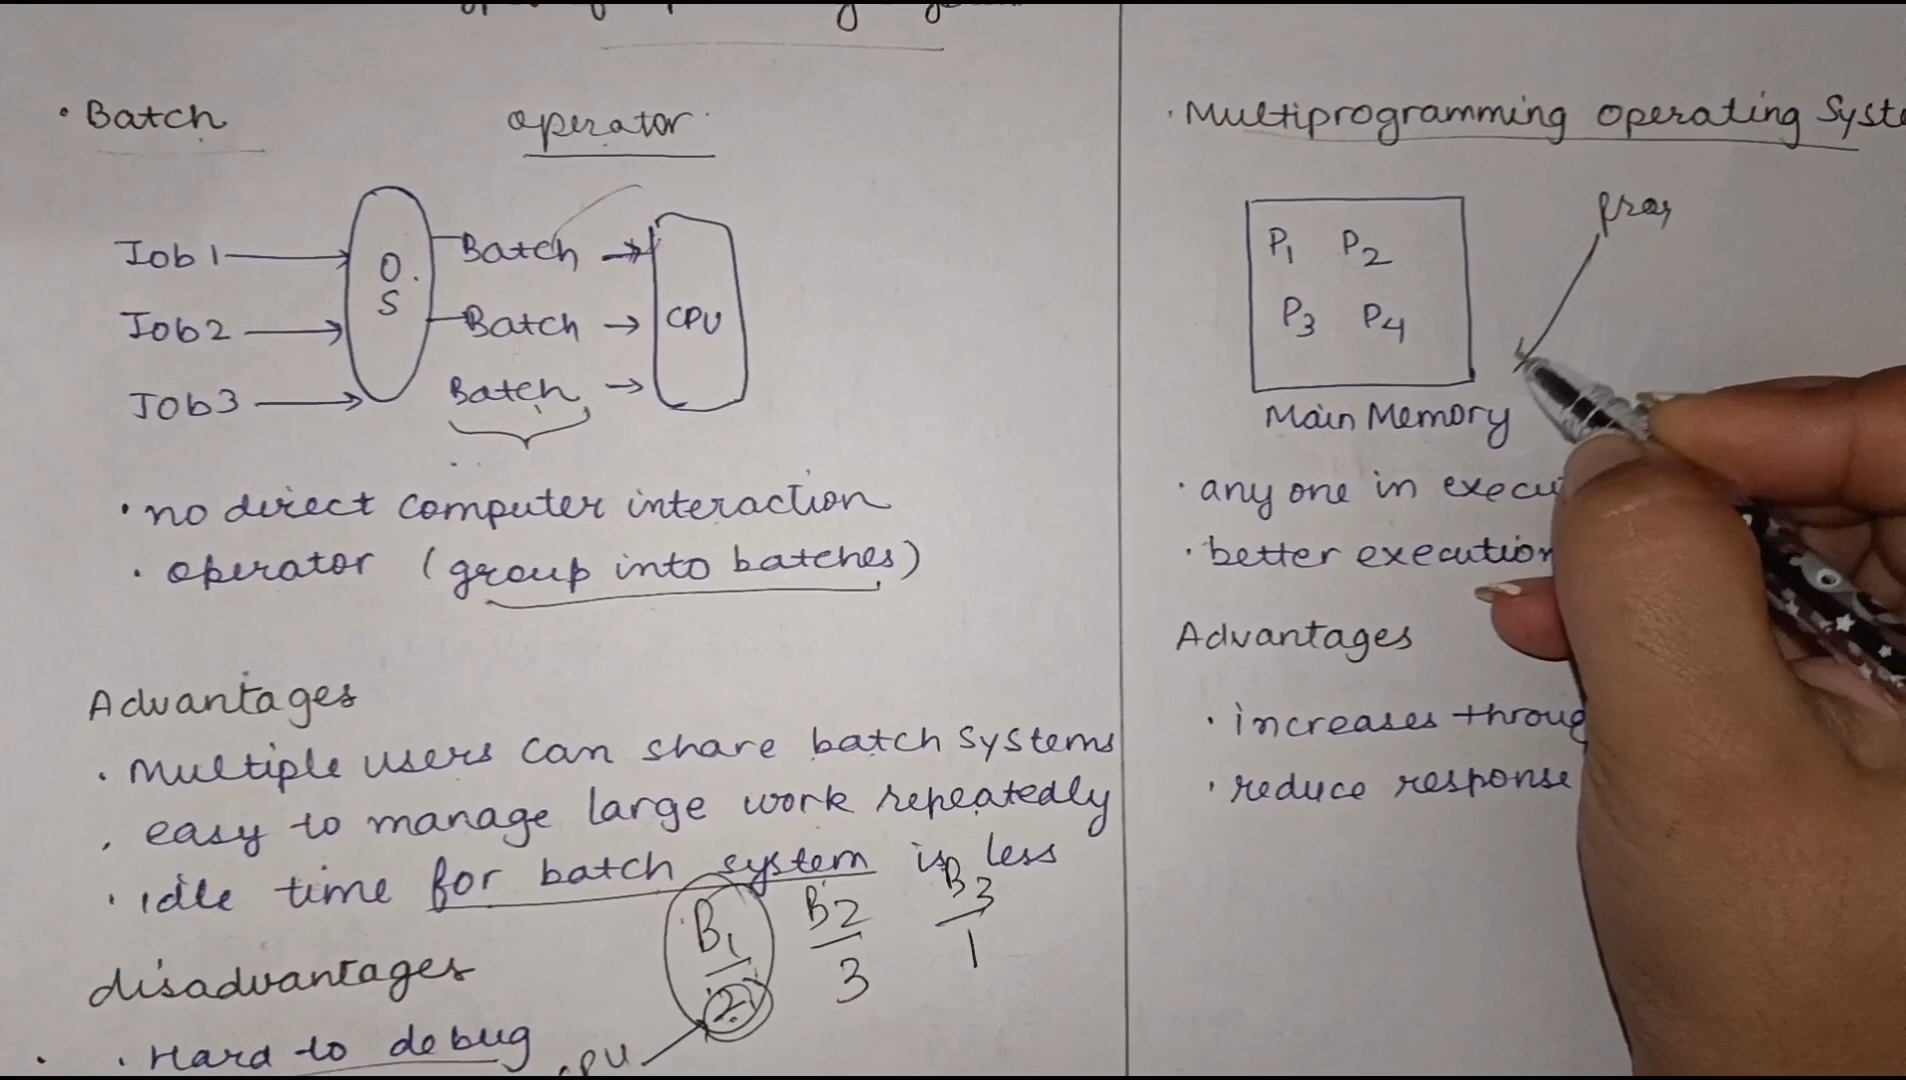 • Batch
operator
Job 1
Job 2
Job 3
O.
S
Batch
Batch
Batch
CPU
• no direct computer interaction
• operator (group into batches)
Advantages
• Multiple users can share batch systems
• easy to manage large work repeatedly
• idle time for batch system is less
B1
2
B2
3
B3
1
disadvantages
• Hard to debug
CPU
• Multiprogramming operating Syste
P1 P2
P3 P4
Main Memory
• any one in execu
• better execution
Advantages
• increases throug
• reduce response